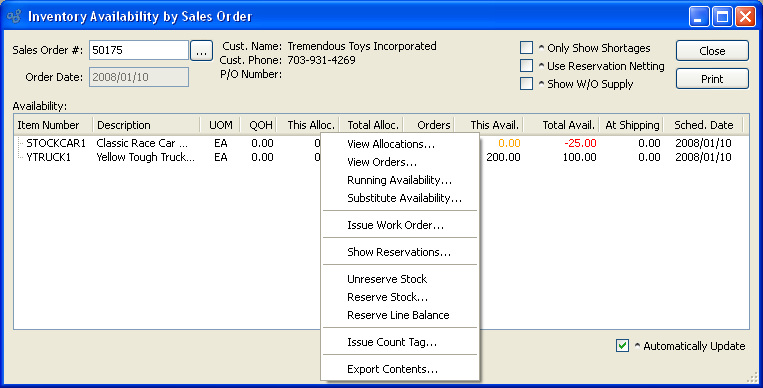 Inventory Availability by Sales Order
Sales Order #: 50175 ... Cust. Name: Tremendous Toys Incorporated ^ Only Show Shortages Close
Cust. Phone: 703-931-4269 ^ Use Reservation Netting
Order Date: 2008/01/10 P/O Number: ^ Show W/O Supply Print
Availability:
Item Number Description UOM QOH This Alloc. Total Alloc. Orders This Avail. Total Avail. At Shipping Sched. Date
STOCKCAR1 Classic Race Car ... EA 0.00 0.00 -25.00 0.00 2008/01/10
YTRUCK1 Yellow Tough Truck... EA 0.00 200.00 100.00 0.00 2008/01/10
View Allocations...
View Orders...
Running Availability...
Substitute Availability...
Issue Work Order...
Show Reservations...
Unreserve Stock
Reserve Stock...
Reserve Line Balance
Issue Count Tag...
Export Contents...
^ Automatically Update